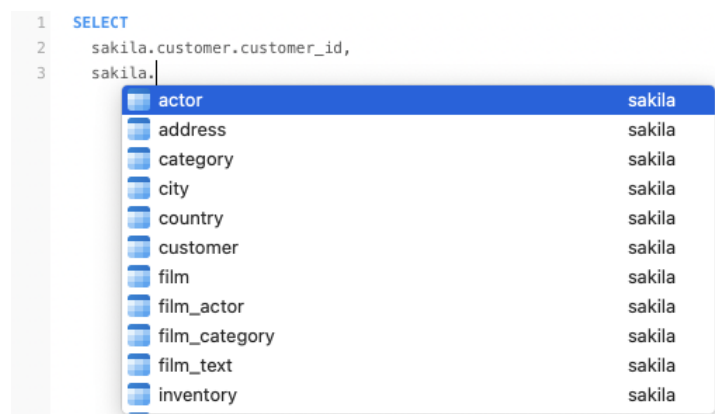 1 SELECT
2 sakila.customer.customer_id,
3 sakila.
actor sakila
address sakila
category sakila
city sakila
country sakila
customer sakila
film sakila
film_actor sakila
film_category sakila
film_text sakila
inventory sakila